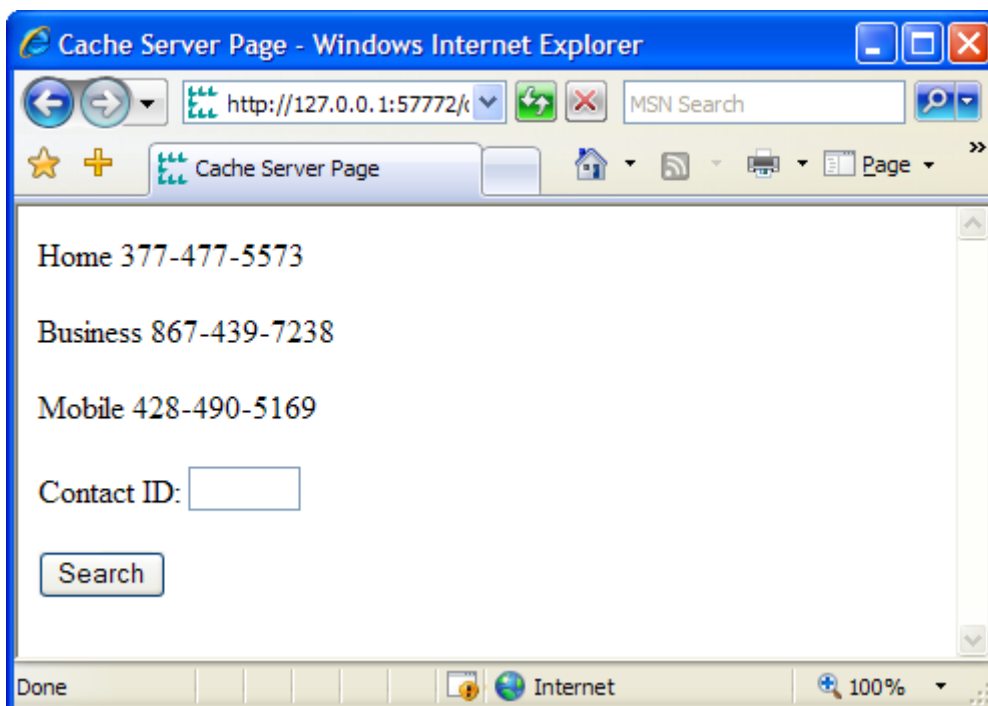 Cache Server Page - Windows Internet Explorer
http://127.0.0.1:57772/c
MSN Search
Cache Server Page
Page
Home 377-477-5573
Business 867-439-7238
Mobile 428-490-5169
Contact ID:
Search
Done Internet 100%